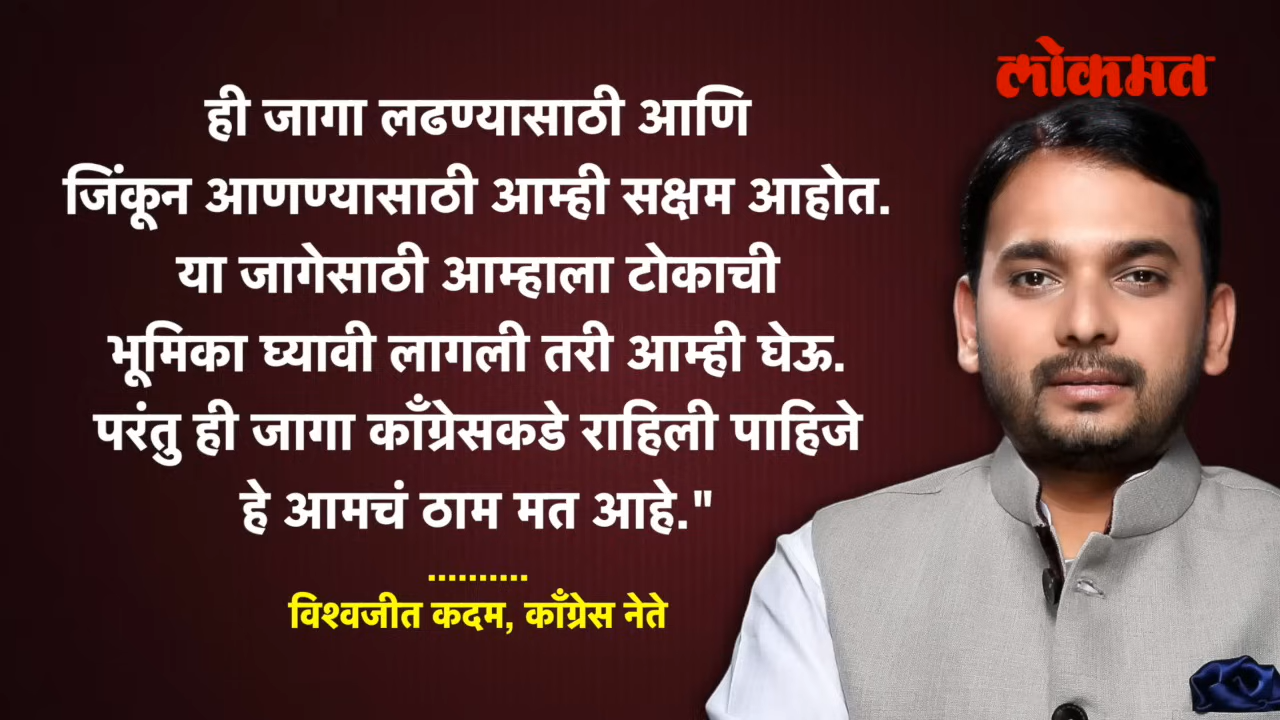 लोकमत
ही जागा लढण्यासाठी आणि
जिंकून आणण्यासाठी आम्ही सक्षम आहोत.
या जागेसाठी आम्हाला टोकाची
भूमिका घ्यावी लागली तरी आम्ही घेऊ.
परंतु ही जागा काँग्रेसकडे राहिली पाहिजे
हे आमचं ठाम मत आहे."
..........
विश्वजीत कदम, काँग्रेस नेते